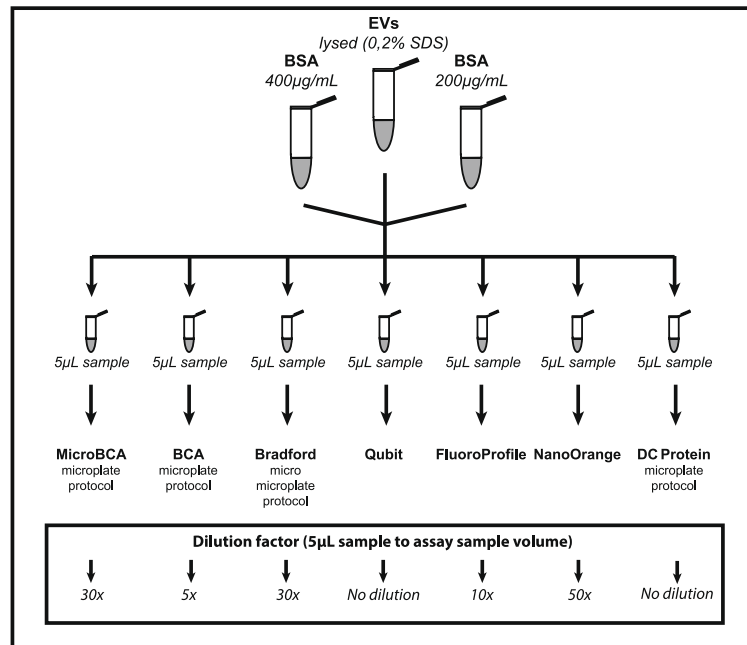 EVs
lysed (0,2% SDS)
BSA
400µg/mL
BSA
200µg/mL
5µL sample 5µL sample 5µL sample 5µL sample 5µL sample 5µL sample 5µL sample
MicroBCA
microplate
protocol
BCA
microplate
protocol
Bradford
micro
microplate
protocol
Qubit
FluoroProfile
NanoOrange
DC Protein
microplate
protocol
Dilution factor (5µL sample to assay sample volume)
30x 5x 30x No dilution 10x 50x No dilution